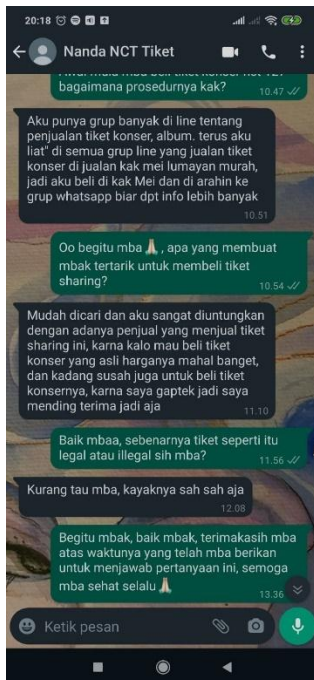 20:18
Nanda NCT Tiket
bagaimana prosedurnya kak?
10.47
Aku punya grup banyak di line tentang
penjualan tiket konser, album. terus aku
liat" di semua grup line yang jualan tiket
konser di jualan kak mei lumayan murah,
jadi aku beli di kak Mei dan di arahin ke
grup whatsapp biar dpt info lebih banyak
10.51
Oo begitu mba🙏🏻, apa yang membuat
mbak tertarik untuk membeli tiket
sharing?
10.54
Mudah dicari dan aku sangat diuntungkan
dengan adanya penjual yang menjual tiket
sharing ini, karna kalo mau beli tiket
konser yang asli harganya mahal banget,
dan kadang susah juga untuk beli tiket
konsernya, karna saya gaptek jadi saya
mending terima jadi aja
11.10
Baik mbaa, sebenarnya tiket seperti itu
legal atau illegal sih mba?
11.56
Kurang tau mba, kayaknya sah sah aja
12.08
Begitu mbak, baik mbak, terimakasih mba
atas waktunya yang telah mba berikan
untuk menjawab pertanyaan ini, semoga
mba sehat selalu🙏🏻
13.36
Ketik pesan